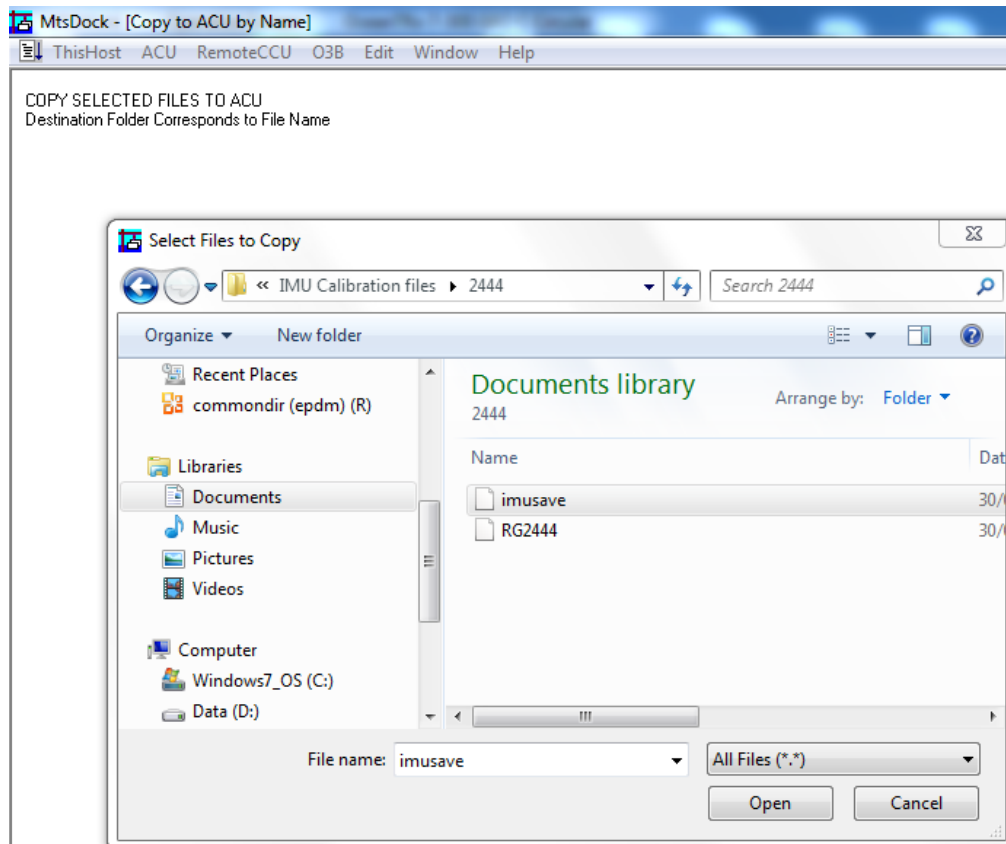 MtsDock - [Copy to ACU by Name]
ThisHost ACU RemoteCCU O3B Edit Window Help
COPY SELECTED FILES TO ACU
Destination Folder Corresponds to File Name
Select Files to Copy
« IMU Calibration files 2444 Search 2444
Organize New folder
Recent Places
commondir (epdm) (R)
Libraries
Documents
Music
Pictures
Videos
Computer
Windows7_OS (C:)
Data (D:)
Documents library
2444
Arrange by: Folder
Name Dat
imusave 30/
RG2444 30/
File name: imusave All Files (*.*)
Open Cancel